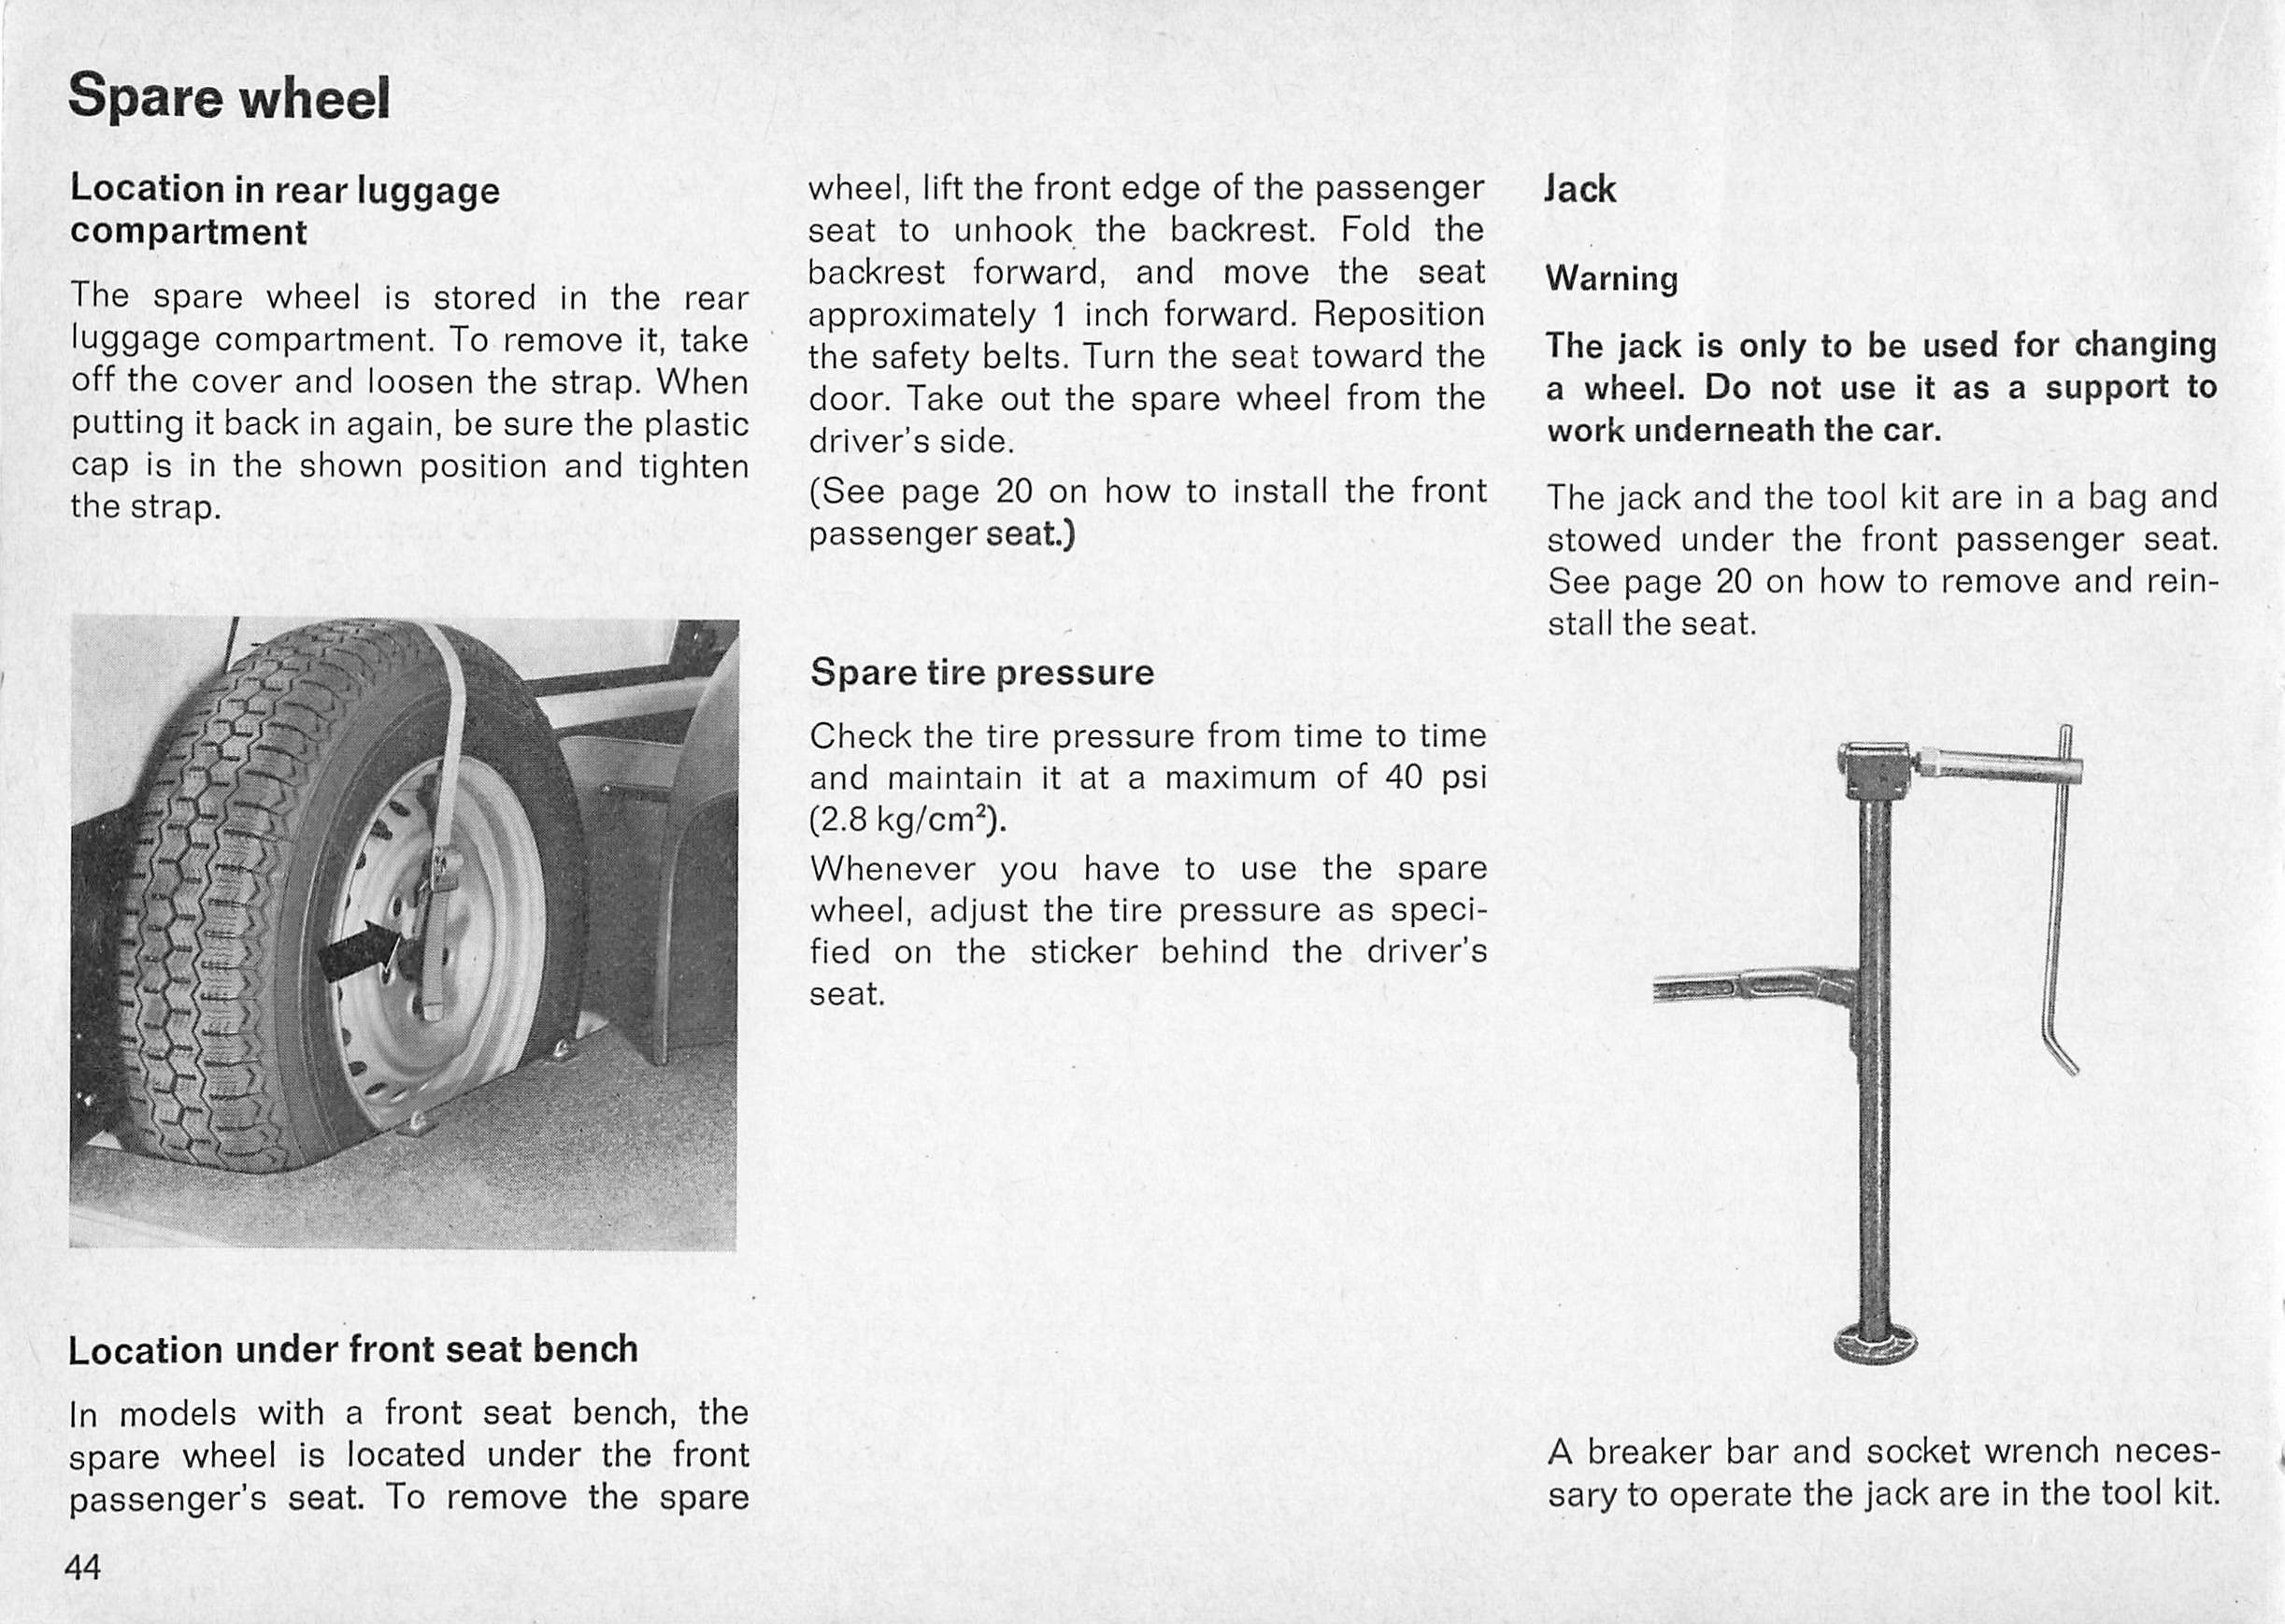 Spare wheel
Location in rear luggage
compartment
The spare wheel is stored in the rear
luggage compartment. To remove it, take
off the cover and loosen the strap. When
putting it back in again, be sure the plastic
cap is in the shown position and tighten
the strap.
Location under front seat bench
In models with a front seat bench, the
spare wheel is located under the front
passenger's seat. To remove the spare
wheel, lift the front edge of the passenger
seat to unhook the backrest. Fold the
backrest forward, and move the seat
approximately 1 inch forward. Reposition
the safety belts. Turn the seat toward the
door. Take out the spare wheel from the
driver's side.
(See page 20 on how to install the front
passenger seat.)
Spare tire pressure
Check the tire pressure from time to time
and maintain it at a maximum of 40 psi
(2.8 kg/cm²).
Whenever you have to use the spare
wheel, adjust the tire pressure as speci-
fied on the sticker behind the driver's
seat.
Jack
Warning
The jack is only to be used for changing
a wheel. Do not use it as a support to
work underneath the car.
The jack and the tool kit are in a bag and
stowed under the front passenger seat.
See page 20 on how to remove and rein-
stall the seat.
A breaker bar and socket wrench neces-
sary to operate the jack are in the tool kit.
44